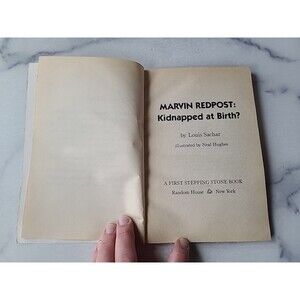 MARVIN REDPOST:
Kidnapped at Birth?
by Louis Sachar
illustrated by Neal Hughes
A FIRST STEPPING STONE BOOK
Random House New York